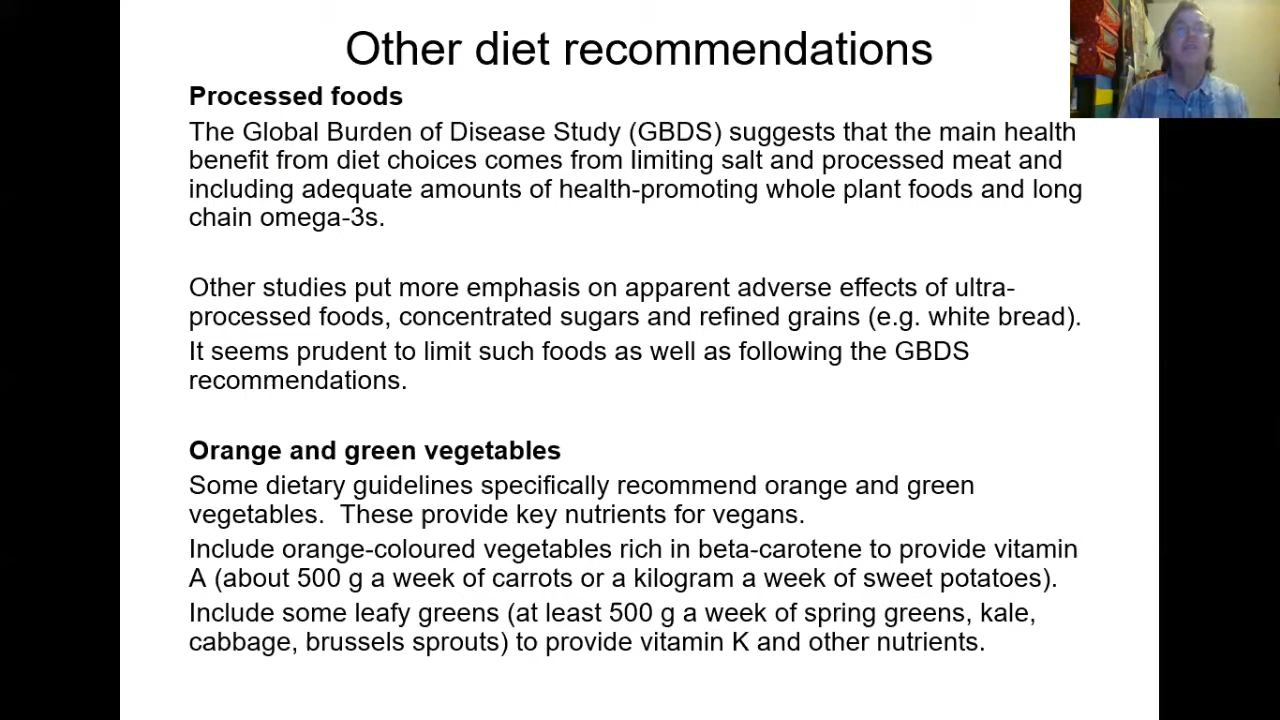 Other diet recommendations
Processed foods
The Global Burden of Disease Study (GBDS) suggests that the main health
benefit from diet choices comes from limiting salt and processed meat and
including adequate amounts of health-promoting whole plant foods and long
chain omega-3s.
Other studies put more emphasis on apparent adverse effects of ultra-
processed foods, concentrated sugars and refined grains (e.g. white bread).
It seems prudent to limit such foods as well as following the GBDS
recommendations.
Orange and green vegetables
Some dietary guidelines specifically recommend orange and green
vegetables.  These provide key nutrients for vegans.
Include orange-coloured vegetables rich in beta-carotene to provide vitamin
A (about 500 g a week of carrots or a kilogram a week of sweet potatoes).
Include some leafy greens (at least 500 g a week of spring greens, kale,
cabbage, brussels sprouts) to provide vitamin K and other nutrients.